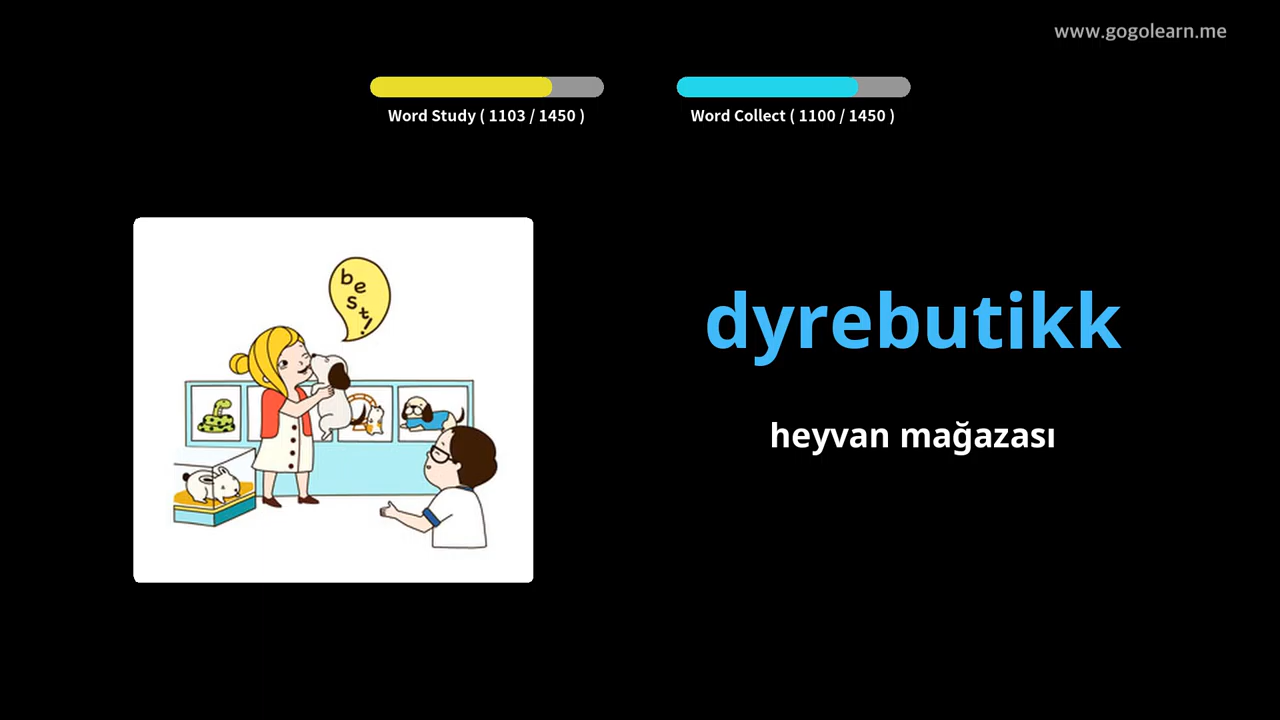 www.gogolearn.me
Word Study ( 1103 / 1450 )
Word Collect ( 1100 / 1450 )
best!
dyrebutikk
heyvan mağazası